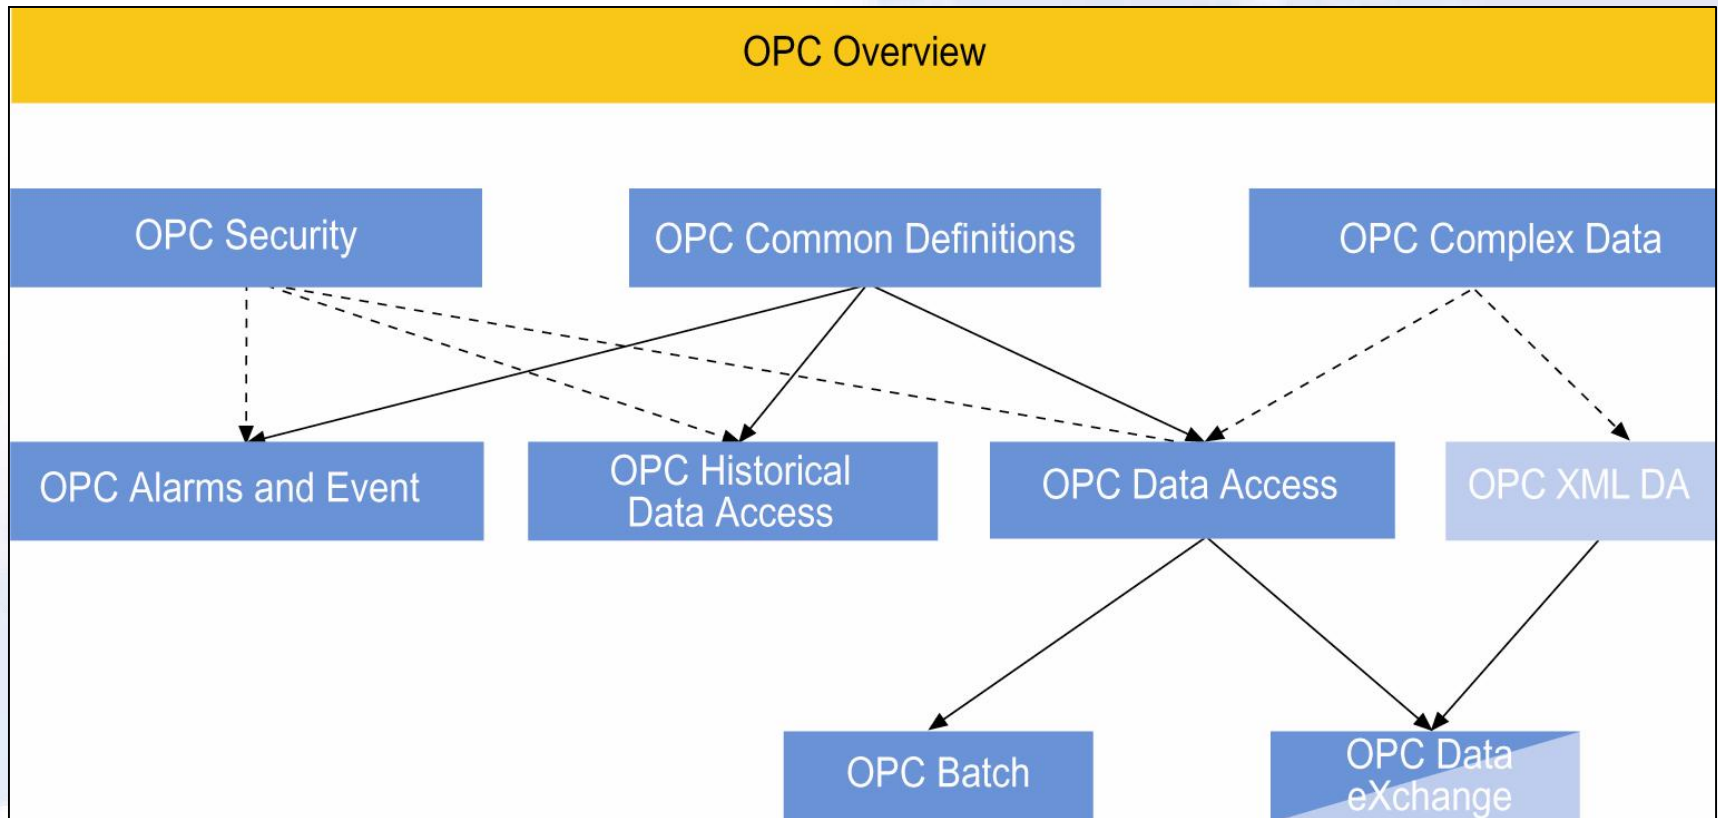 OPC Overview
OPC Security
OPC Common Definitions
OPC Complex Data
OPC Alarms and Event
OPC Historical
Data Access
OPC Data Access
OPC XML DA
OPC Batch
OPC Data
eXchange